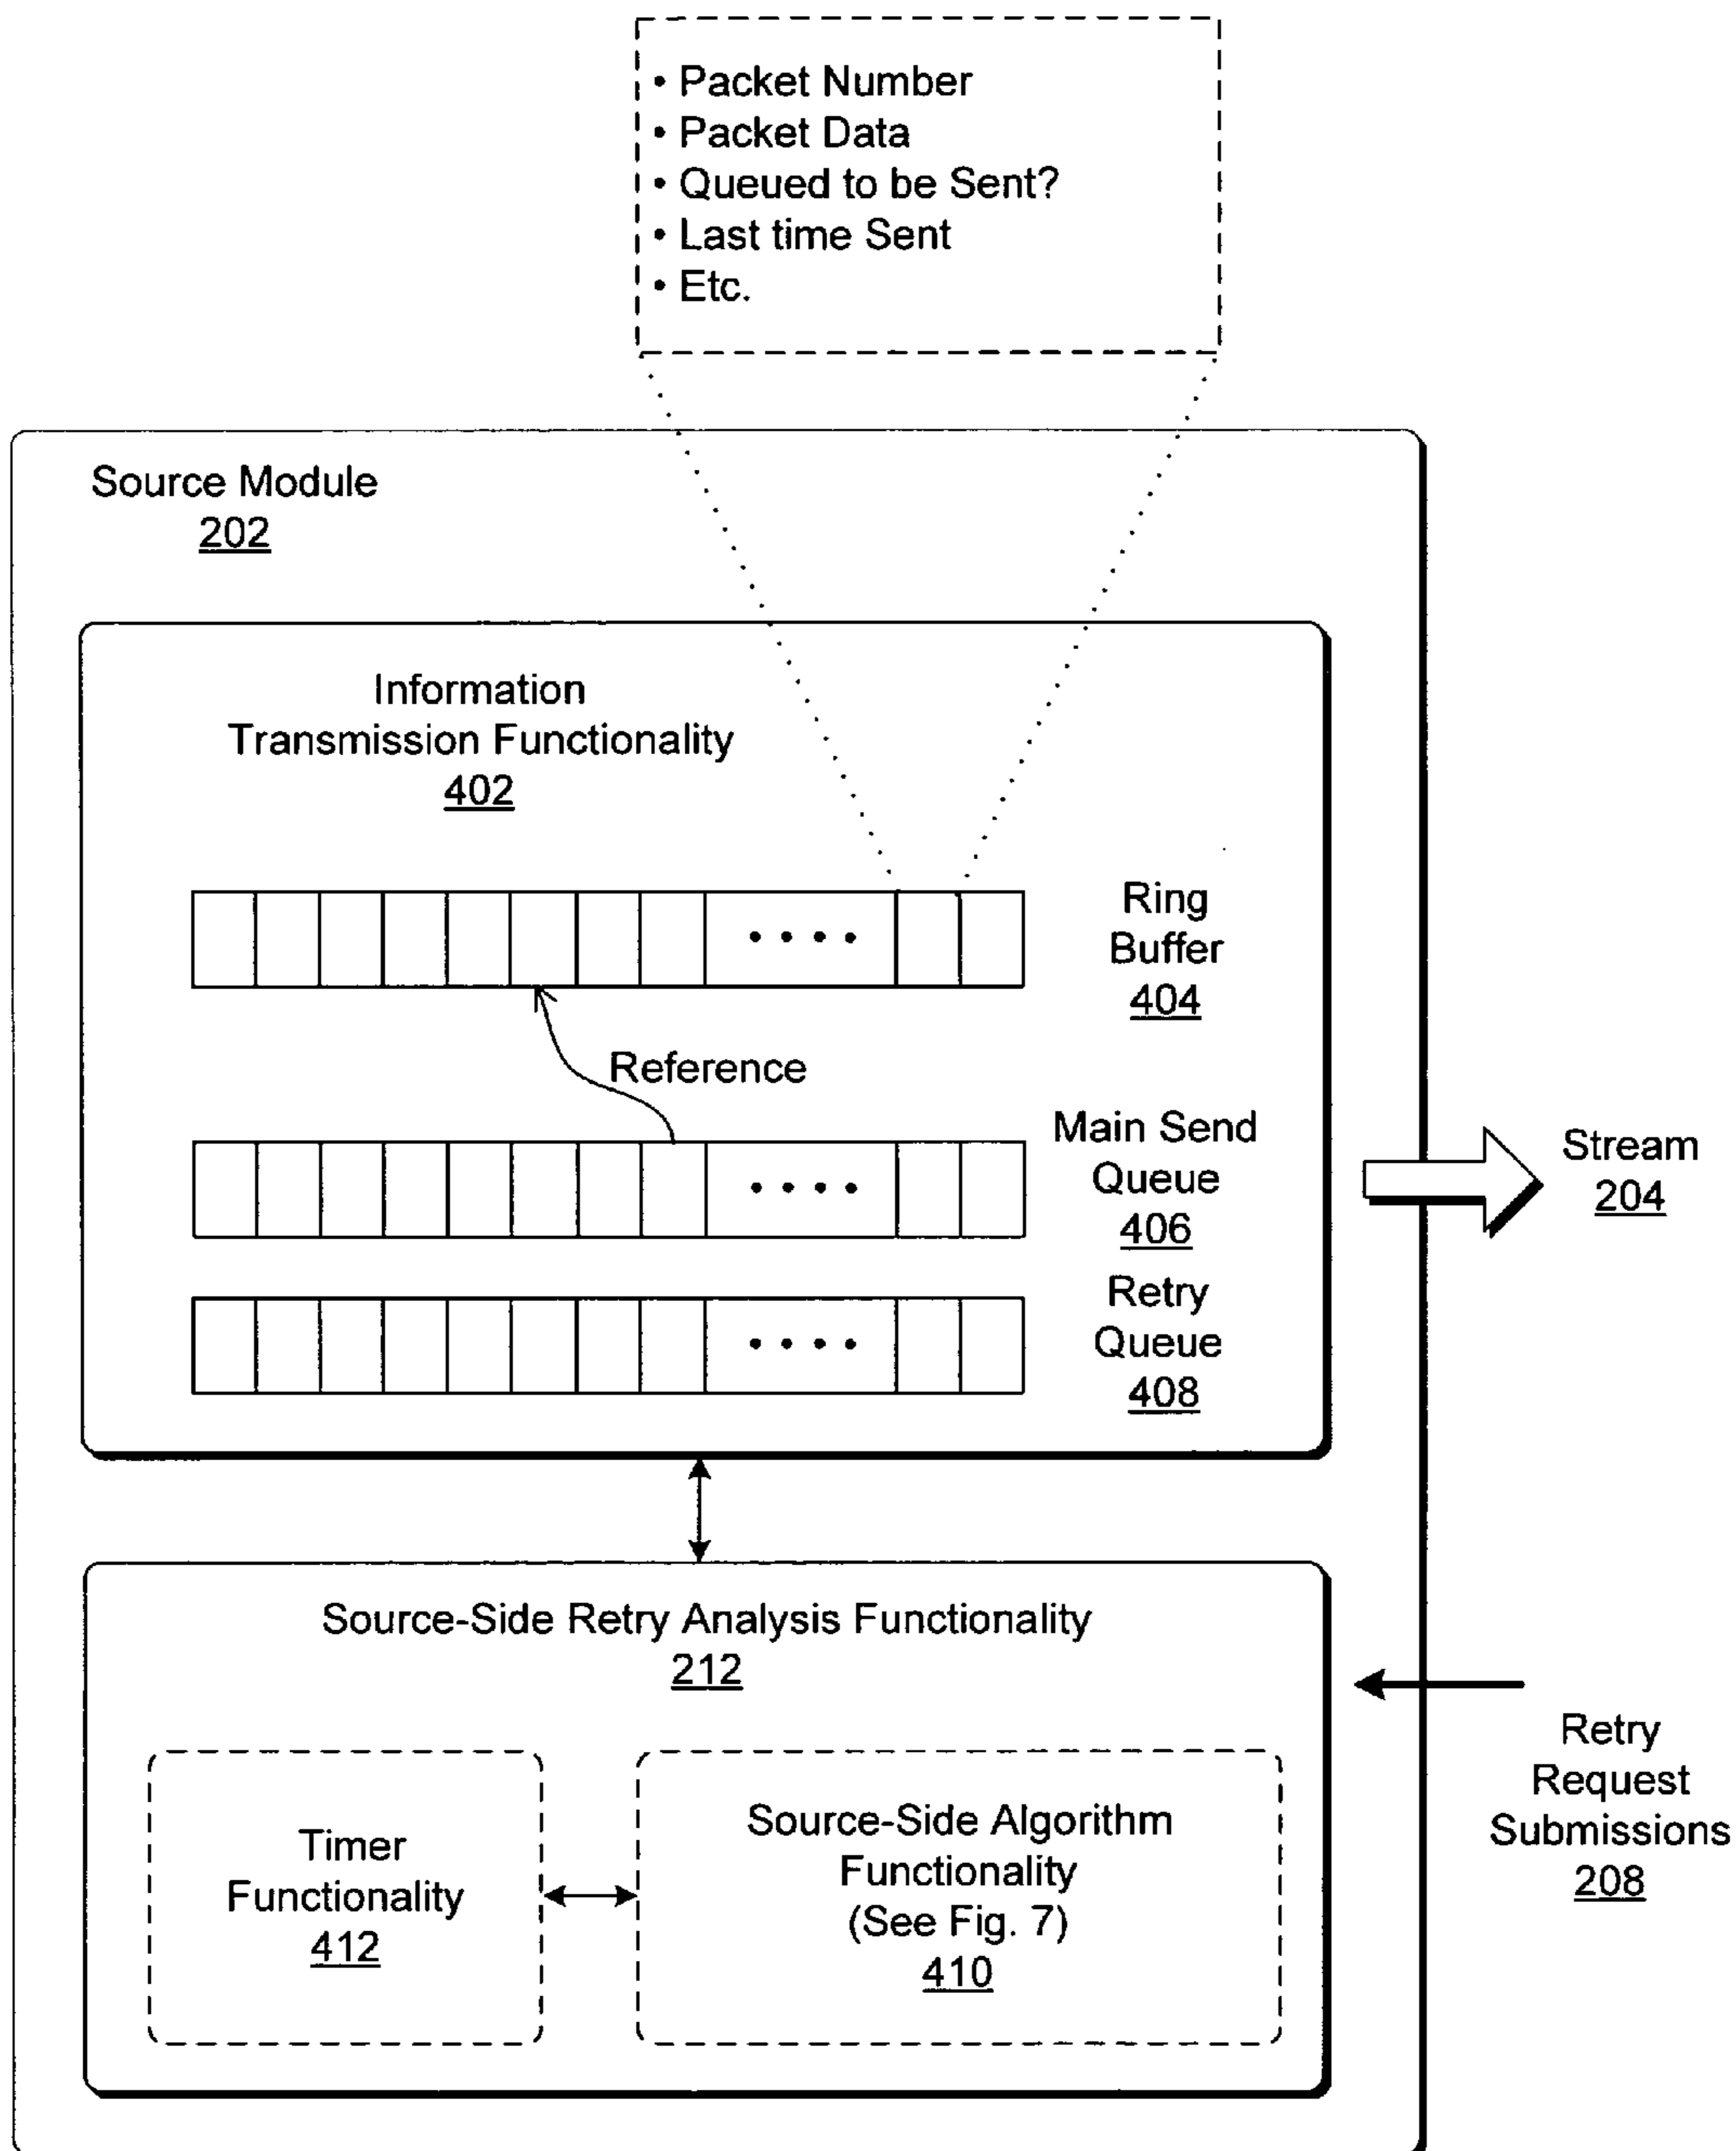 • Packet Number
• Packet Data
• Queued to be Sent?
• Last time Sent
• Etc.
Source Module
202
Information
Transmission Functionality
402
Ring
Buffer
404
Reference
Main Send
Queue
406
Stream
204
Retry
Queue
408
Source-Side Retry Analysis Functionality
212
Retry
Request
Submissions
208
Timer
Functionality
412
Source-Side Algorithm
Functionality
(See Fig. 7)
410